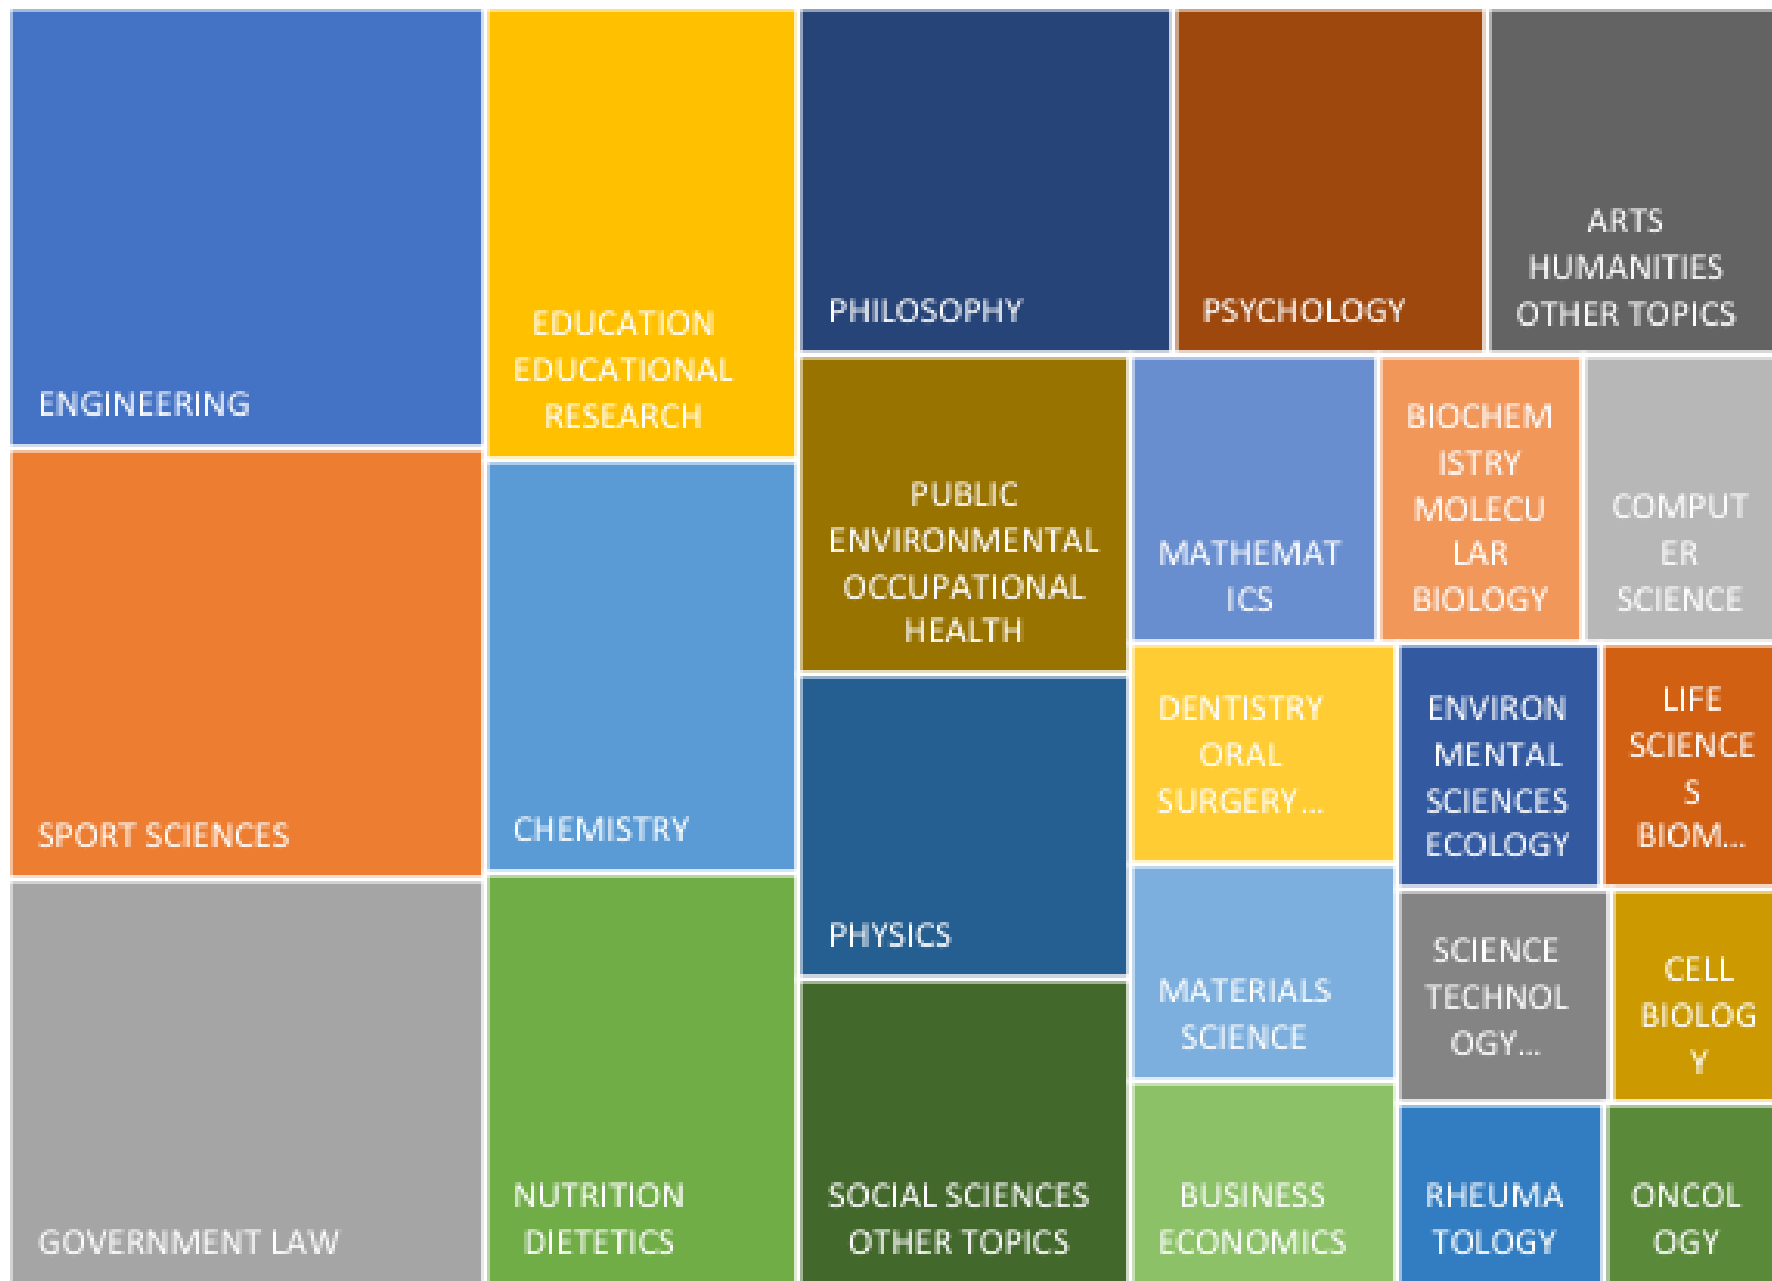 ENGINEERING
SPORT SCIENCES
GOVERNMENT LAW
EDUCATION
EDUCATIONAL
RESEARCH
CHEMISTRY
NUTRITION
DIETETICS
PHILOSOPHY
PSYCHOLOGY
ARTS
HUMANITIES
OTHER TOPICS
PUBLIC
ENVIRONMENTAL
OCCUPATIONAL
HEALTH
PHYSICS
SOCIAL SCIENCES
OTHER TOPICS
MATHEMAT
ICS
BIOCHEM
ISTRY
MOLECU
LAR
BIOLOGY
COMPUT
ER
SCIENCE
DENTISTRY
ORAL
SURGERY...
MATERIALS
SCIENCE
BUSINESS
ECONOMICS
ENVIRON
MENTAL
SCIENCES
ECOLOGY
LIFE
SCIENCE
S
BIOM...
SCIENCE
TECHNOL
OGY...
CELL
BIOLOG
Y
RHEUMA
TOLOGY
ONCOL
OGY